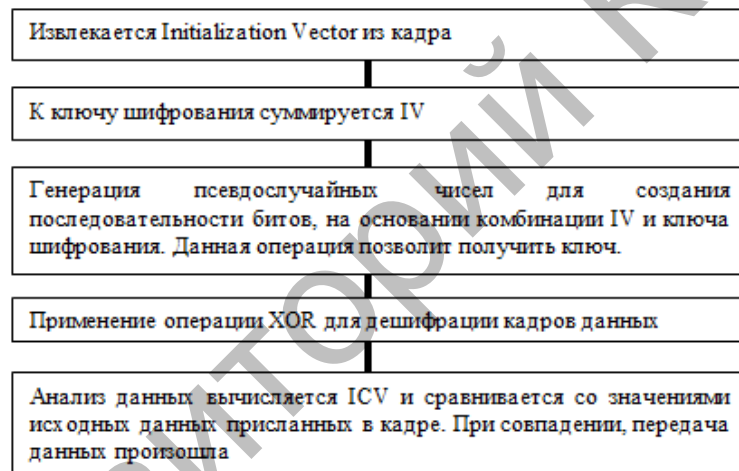 Извлекается Initialization Vector из кадра
К ключу шифрования суммируется IV
Генерация псевдослучайных чисел для создания
последовательности битов, на основании комбинации IV и ключа
шифрования. Данная операция позволит получить ключ.
Применение операции XOR для дешифрации кадров данных
Анализ данных вычисляется ICV и сравнивается со значениями
исходных данных присланных в кадре. При совпадении, передача
данных произошла